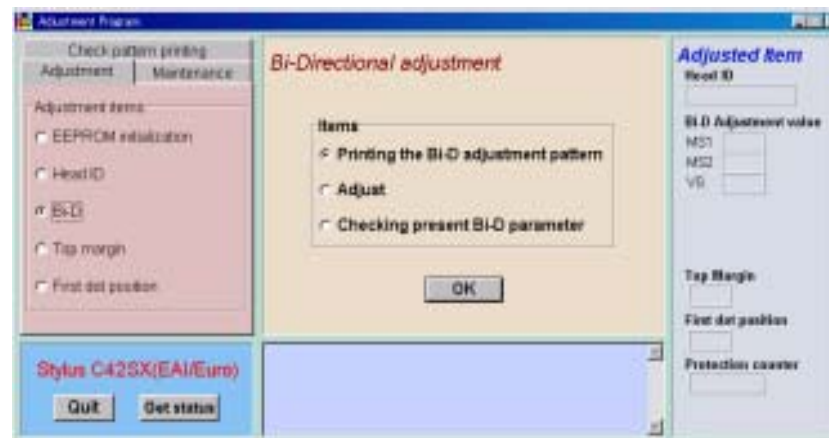 Adjustment Program
Check pattern printing
Adjustment
Maintenance
Adjustment items
EEPROM initialization
Head ID
Bi-D
Top margin
First dot position
Bi-Directional adjustment
Items
Printing the Bi-D adjustment pattern
Adjust
Checking present Bi-D parameter
OK
Adjusted Item
Head ID
Bi-D Adjustment value
MS1
MS2
VB
Top Margin
First dot position
Protection counter
Stylus C42SX(EAI/Euro)
Quit
Get status